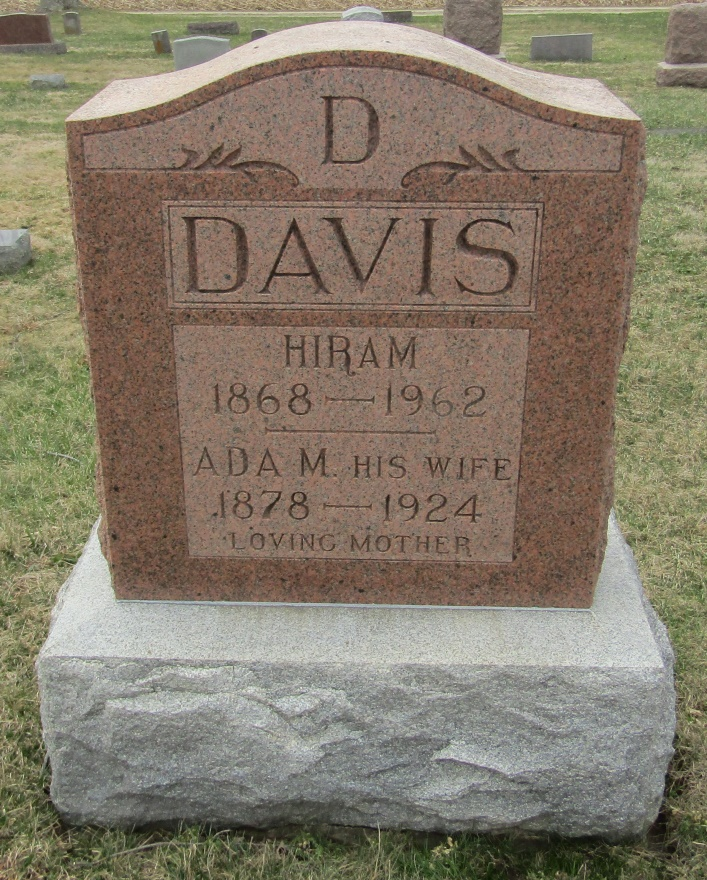 D
DAVIS
HIRAM
1868 — 1962
ADA M. HIS WIFE
1878 — 1924
LOVING MOTHER